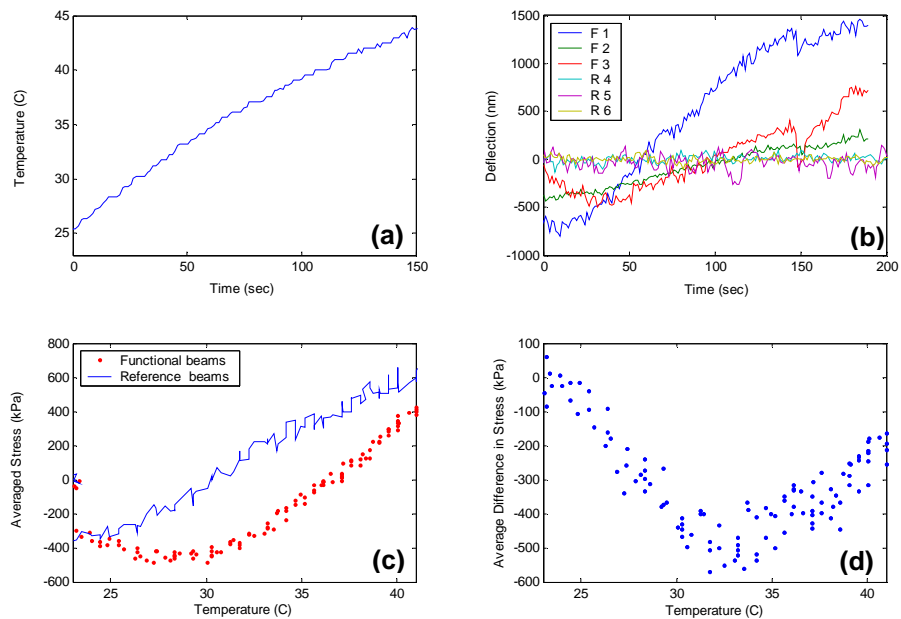 45
40
35
30
25
Temperature (C)
0
50
100
150
Time (sec)
(a)
1500
1000
500
0
-500
-1000
Deflection (nm)
F 1
F 2
F 3
R 4
R 5
R 6
0
50
100
150
200
Time (sec)
(b)
800
600
400
200
0
-200
-400
-600
Averaged Stress (kPa)
Functional beams
Reference beams
25
30
35
40
Temperature (C)
(c)
100
0
-100
-200
-300
-400
-500
-600
Average Difference in Stress (kPa)
25
30
35
40
Temperature (C)
(d)